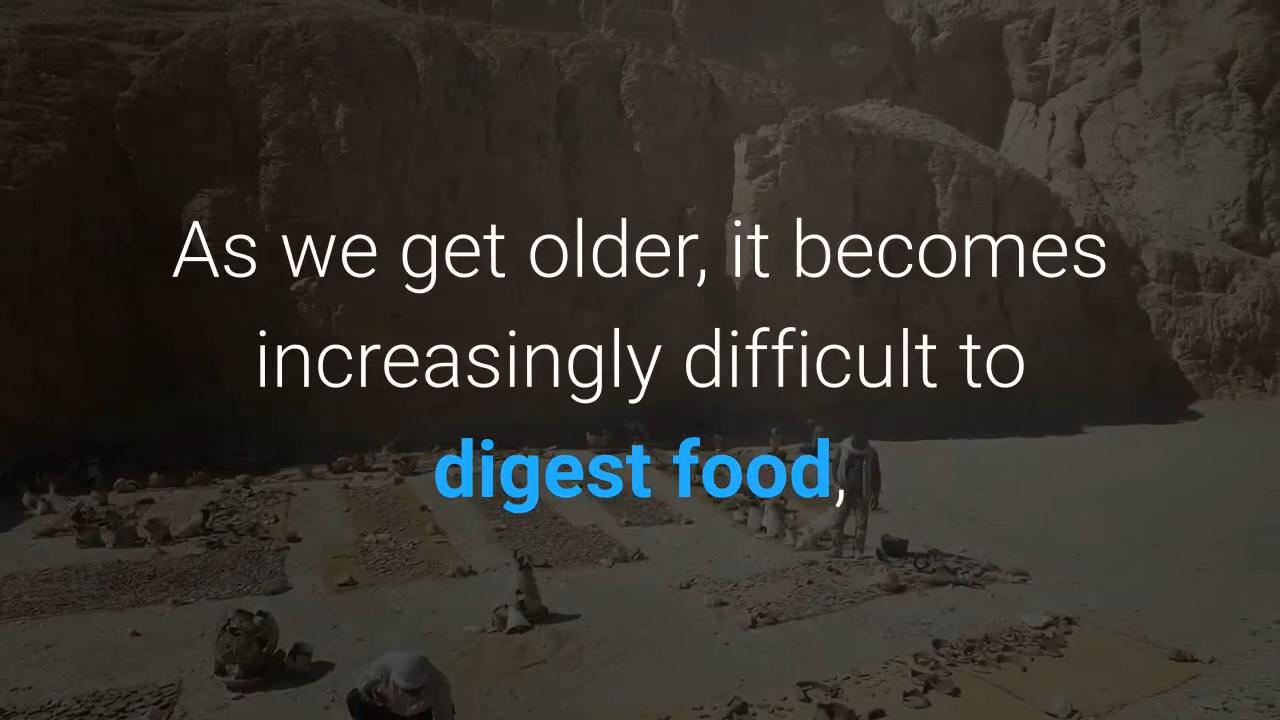 As we get older, it becomes
increasingly difficult to
digest food,